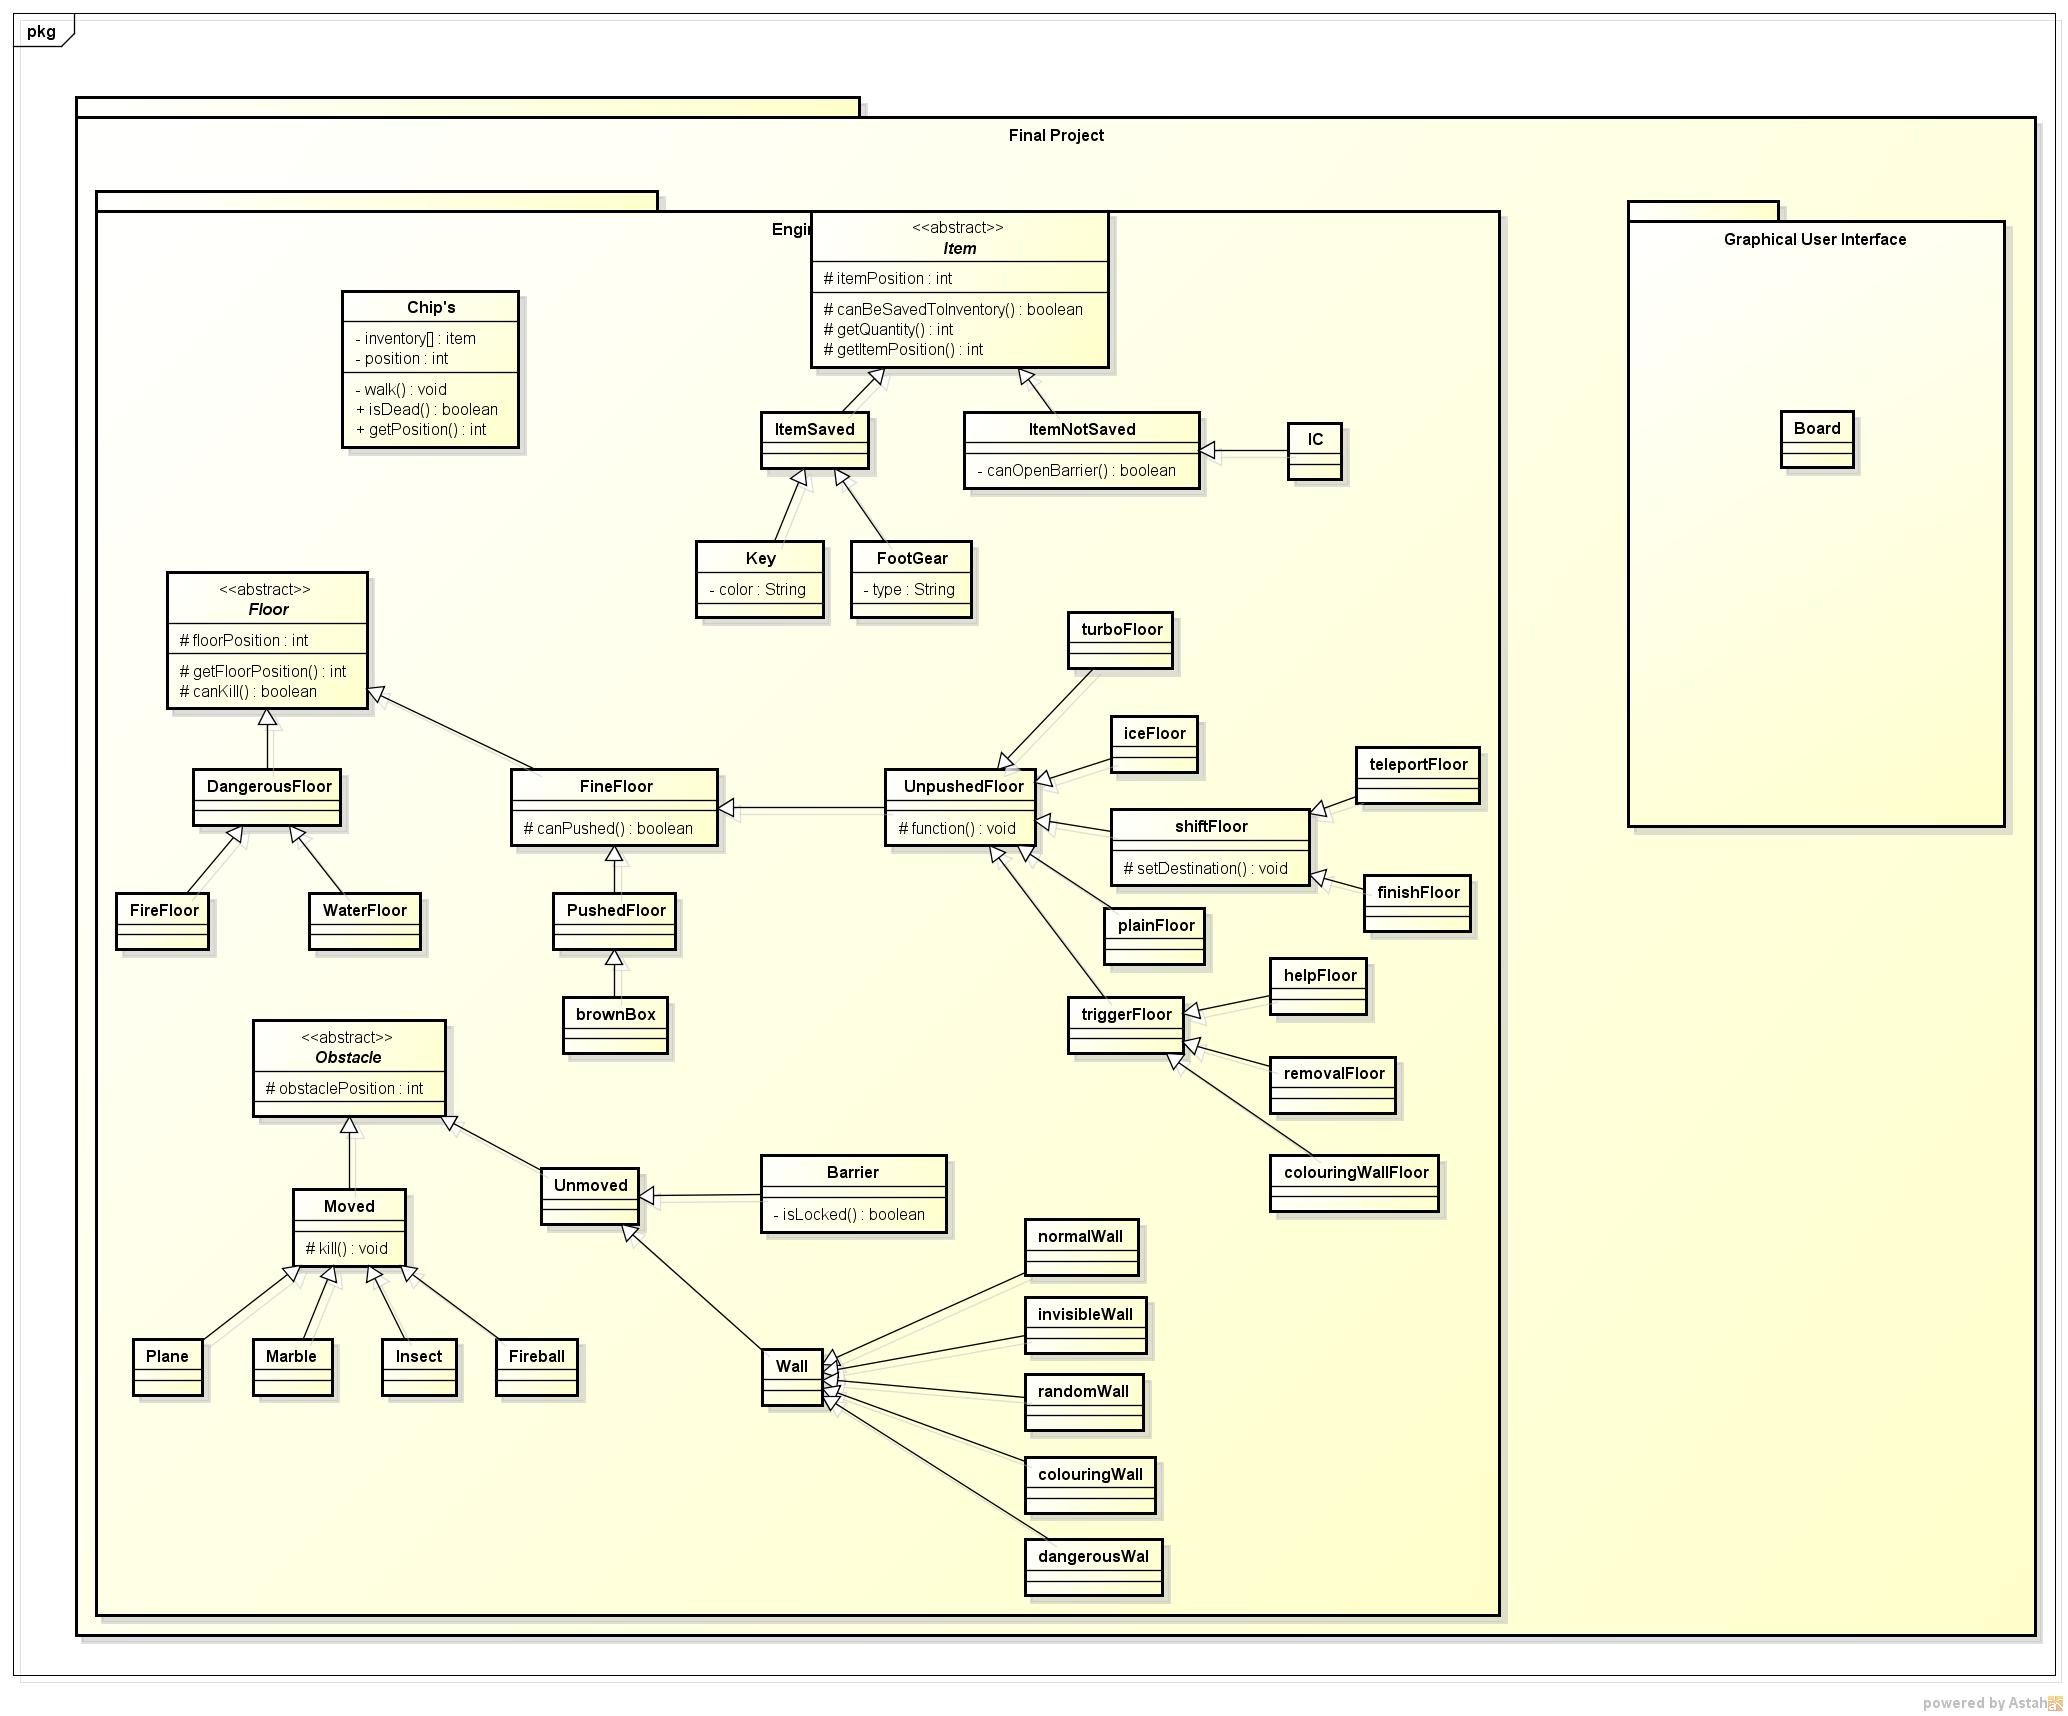 pkg
Final Project
Engin
<<abstract>>
Item
# itemPosition : int
# canBeSavedToInventory() : boolean
# getQuantity() : int
# getItemPosition() : int
Graphical User Interface
Chip's
- inventory[] : item
- position : int
- walk() : void
+ isDead() : boolean
+ getPosition() : int
ItemSaved
ItemNotSaved
- canOpenBarrier() : boolean
IC
Board
Key
- color : String
FootGear
- type : String
<<abstract>>
Floor
# floorPosition : int
# getFloorPosition() : int
# canKill() : boolean
turboFloor
iceFloor
teleportFloor
DangerousFloor
FineFloor
# canPushed() : boolean
UnpushedFloor
# function() : void
shiftFloor
# setDestination() : void
finishFloor
FireFloor
WaterFloor
PushedFloor
plainFloor
helpFloor
brownBox
triggerFloor
removalFloor
<<abstract>>
Obstacle
# obstaclePosition : int
colouringWallFloor
Moved
# kill() : void
Unmoved
Barrier
- isLocked() : boolean
normalWall
invisibleWall
Plane
Marble
Insect
Fireball
Wall
randomWall
colouringWall
dangerousWal
powered by Astah